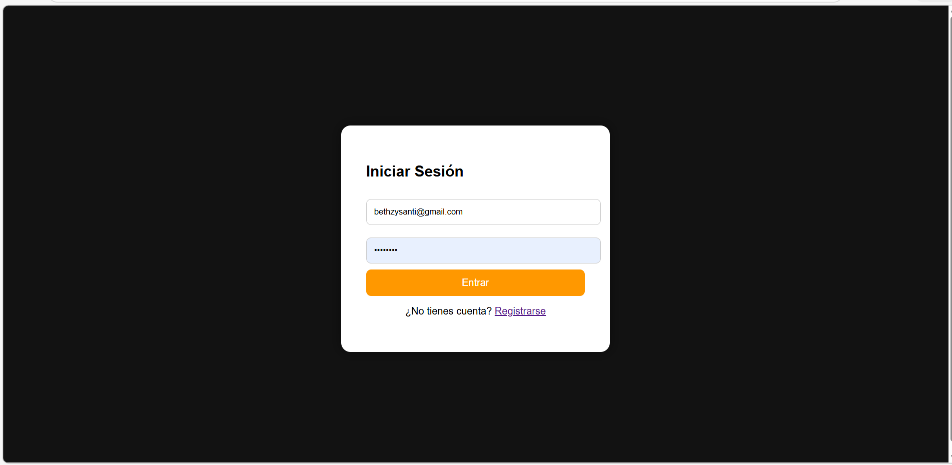 Iniciar Sesión
bethzysanti@gmail.com
••••••••
Entrar
¿No tienes cuenta? Registrarse